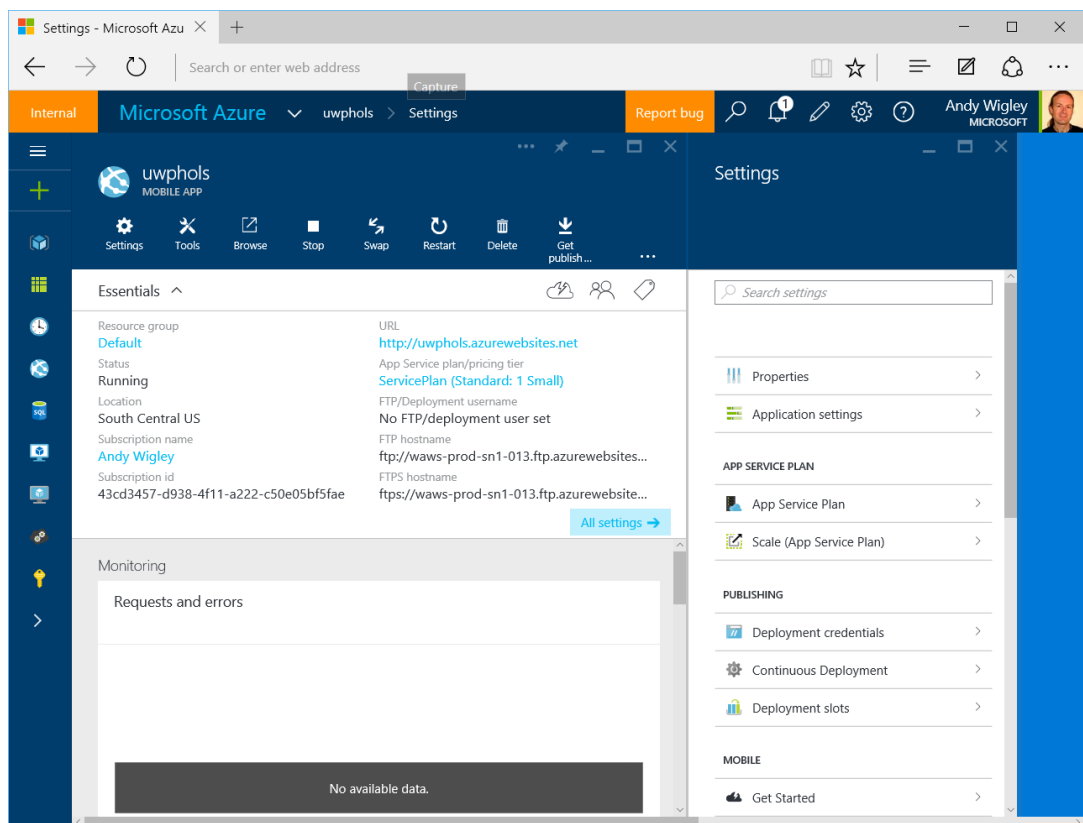 Settings - Microsoft Azu
Search or enter web address
Capture
Internal
Microsoft Azure
uwphols > Settings
Report bug
1
Andy Wigley
MICROSOFT
uwphols
MOBILE APP
Settings
Tools
Browse
Stop
Swap
Restart
Delete
Get
publish...
Essentials
Resource group
Default
Status
Running
Location
South Central US
Subscription name
Andy Wigley
Subscription id
43cd3457-d938-4f11-a222-c50e05bf5fae
URL
http://uwphols.azurewebsites.net
App Service plan/pricing tier
ServicePlan (Standard: 1 Small)
FTP/Deployment username
No FTP/deployment user set
FTP hostname
ftp://waws-prod-sn1-013.ftp.azurewebsites...
FTPS hostname
ftps://waws-prod-sn1-013.ftp.azurewebsite...
All settings →
Monitoring
Requests and errors
No available data.
Settings
Search settings
Properties
Application settings
APP SERVICE PLAN
App Service Plan
Scale (App Service Plan)
PUBLISHING
Deployment credentials
Continuous Deployment
Deployment slots
MOBILE
Get Started
SQL